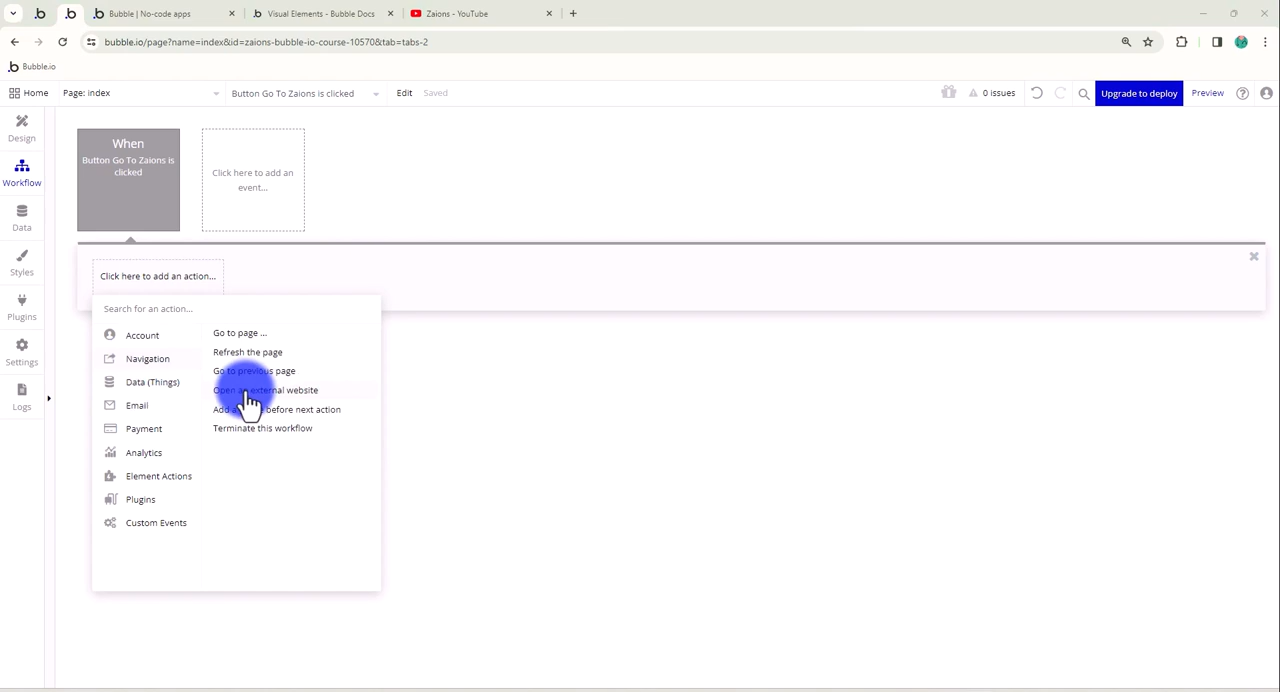 Bubble | No-code apps
Visual Elements - Bubble Docs
Zaions - YouTube
bubble.io/page?name=index&id=zaions-bubble-io-course-10570&tab=tabs-2
Bubble.io
Home
Page: index
Button Go To Zaions is clicked
Edit
Saved
0 issues
Upgrade to deploy
Preview
Design
Workflow
Data
Styles
Plugins
Settings
Logs
When
Button Go To Zaions is
clicked
Click here to add an
event...
Click here to add an action...
Search for an action...
Account
Navigation
Data (Things)
Email
Payment
Analytics
Element Actions
Plugins
Custom Events
Go to page ...
Refresh the page
Go to previous page
Open an external website
Add a before next action
Terminate this workflow